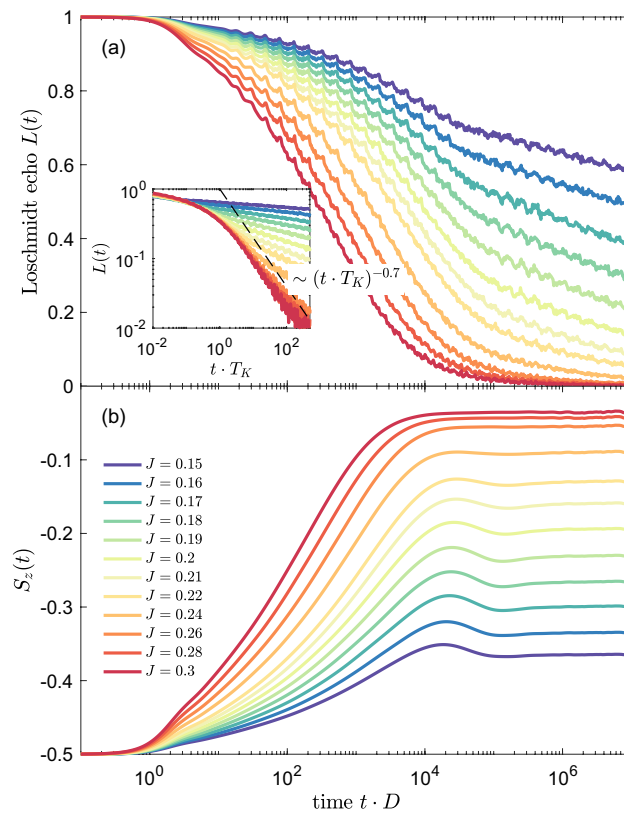 1
(a)
0.8
0.6
0.4
0.2
0
Loschmidt echo L(t)
10^0
10^-1
10^-2
L(t)
∼ (t · T_K)^−0.7
10^-2
10^0
10^2
t · T_K
(b)
-0.1
-0.2
-0.3
-0.4
-0.5
S_z(t)
J = 0.15
J = 0.16
J = 0.17
J = 0.18
J = 0.19
J = 0.2
J = 0.21
J = 0.22
J = 0.24
J = 0.26
J = 0.28
J = 0.3
10^0
10^2
10^4
10^6
time t · D